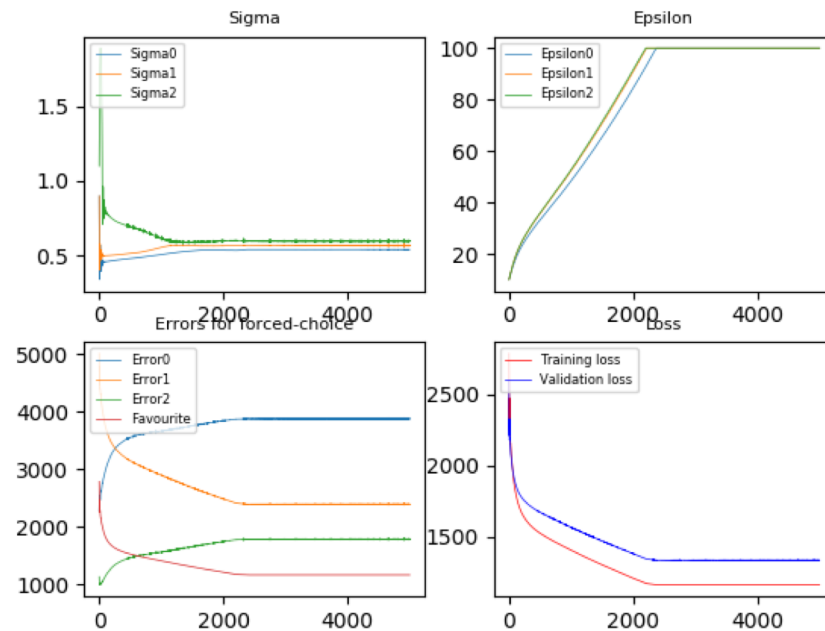 Sigma
Sigma0
Sigma1
Sigma2
1.5
1.0
0.5
0
2000
4000
Epsilon
Epsilon0
Epsilon1
Epsilon2
100
80
60
40
20
0
2000
4000
Errors for forced-choice
Error0
Error1
Error2
Favourite
5000
4000
3000
2000
1000
0
2000
4000
Loss
Training loss
Validation loss
2500
2000
1500
0
2000
4000